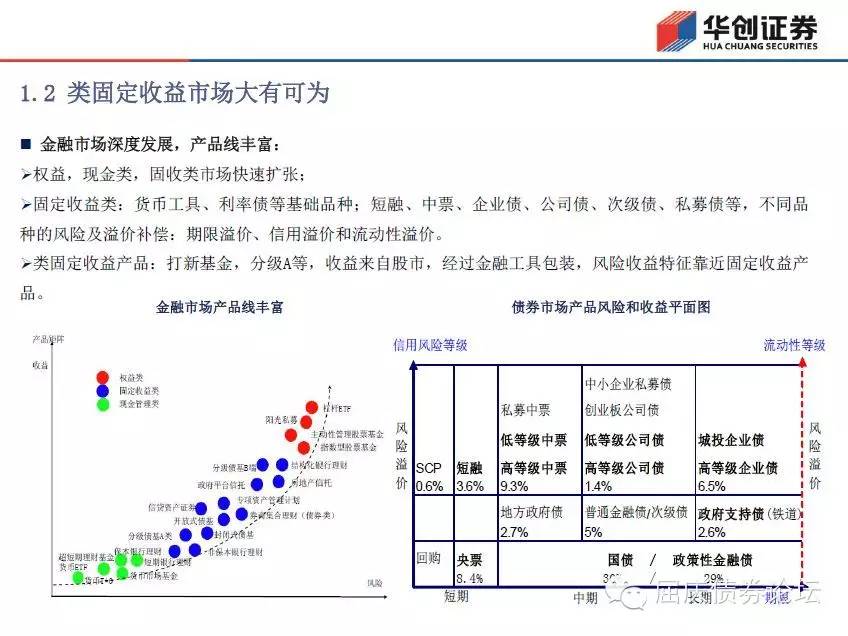 华创证券
HUA CHUANG SECURITIES
1.2 类固定收益市场大有可为
■ 金融市场深度发展，产品线丰富：
➢权益，现金类，固收类市场快速扩张；
➢固定收益类：货币工具、利率债等基础品种；短融、中票、企业债、公司债、次级债、私募债等，不同品
种的风险及溢价补偿：期限溢价、信用溢价和流动性溢价。
➢类固定收益产品：打新基金，分级A等，收益来自股市，经过金融工具包装，风险收益特征靠近固定收益产
品。
金融市场产品线丰富
产品矩阵
收益
权益类
固定收益类
现金管理类
杠杆ETF
阳光私募
主动性管理股票基金
指数型股票基金
分级债基B端
结构化银行理财
政府平台信托
房地产信托
信贷资产证券
专项资产管理计划
券商集合理财（债券类）
开放式债基
分级债基A类
封闭式债基
保本银行理财
非保本银行理财
超短期理财基金
短期银行理财
货币ETF
货币T+0
货币市场基金
风险
债券市场产品风险和收益平面图
信用风险等级
流动性等级
风险溢价
风险溢价
中小企业私募债
私募中票
创业板公司债
低等级中票
低等级公司债
城投企业债
SCP
短融
高等级中票
高等级公司债
高等级企业债
0.6%
3.6%
9.3%
1.4%
6.5%
地方政府债
普通金融债/次级债
政府支持债(铁道)
2.7%
5%
2.6%
回购
央票
国债 / 政策性金融债
8.4%
/
29%
短期
中期
长期
屈庆债券论坛